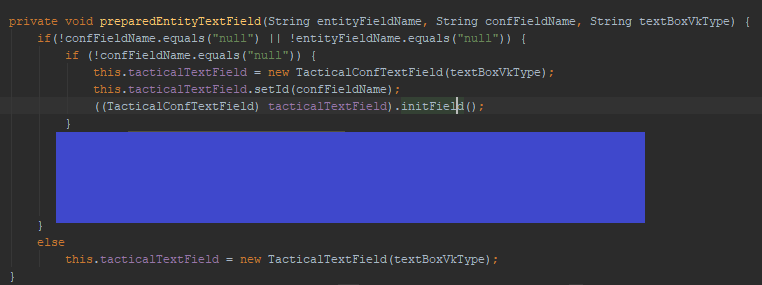 private void preparedEntityTextField(String entityFieldName, String confFieldName, String textBoxVkType) {
if(!confFieldName.equals("null") || !entityFieldName.equals("null")) {
if (!confFieldName.equals("null")) {
this.tacticalTextField = new TacticalConfTextField(textBoxVkType);
this.tacticalTextField.setId(confFieldName);
((TacticalConfTextField) tacticalTextField).initField();
}
}
else
this.tacticalTextField = new TacticalTextField(textBoxVkType);
}